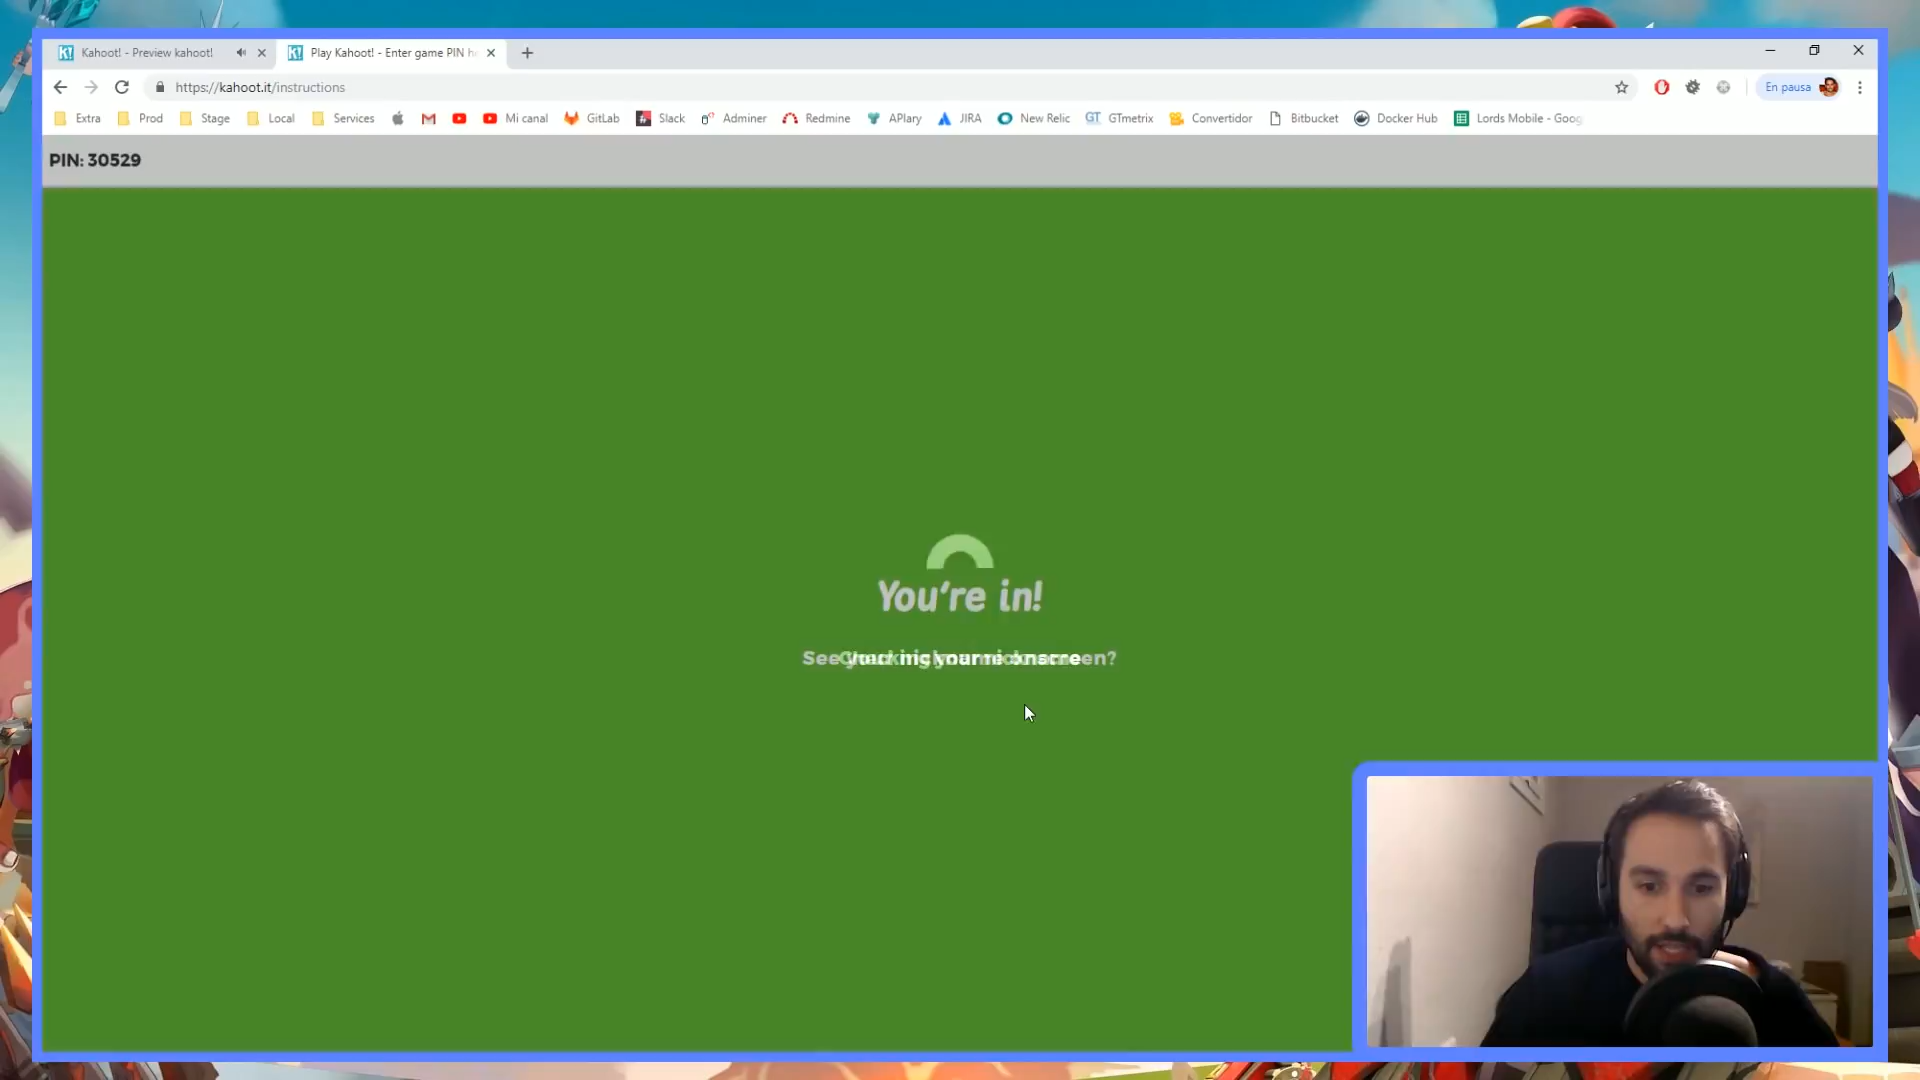 Kahoot! - Preview kahoot!
Play Kahoot! - Enter game PIN h
https://kahoot.it/instructions
En pausa
Extra Prod Stage Local Services Mi canal GitLab Slack Adminer Redmine APIary JIRA New Relic GT GTmetrix Convertidor Bitbucket Docker Hub Lords Mobile - Goog
PIN: 30529
You're in!
See